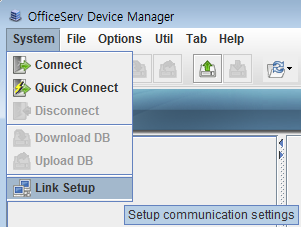 OfficeServ Device Manager
System File Options Util Tab Help
Connect
Quick Connect
Disconnect
Download DB
Upload DB
Link Setup
Setup communication settings